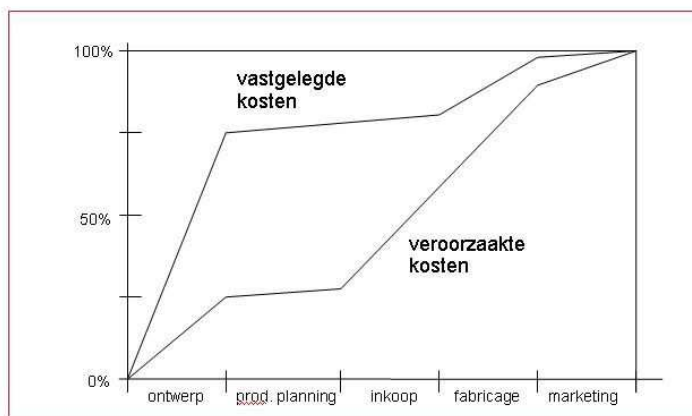 100%
vastgelegde
kosten
50%
veroorzaakte
kosten
0%
ontwerp prod. planning inkoop fabricage marketing